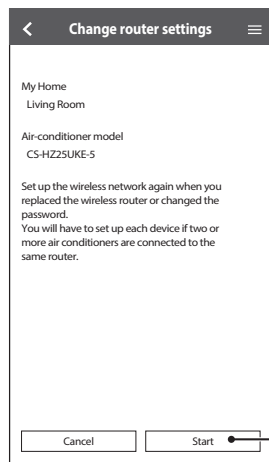 Change router settings
My Home
Living Room
Air-conditioner model
CS-HZ25UKE-5
Set up the wireless network again when you
replaced the wireless router or changed the
password.
You will have to set up each device if two or
more air conditioners are connected to the
same router.
Cancel
Start